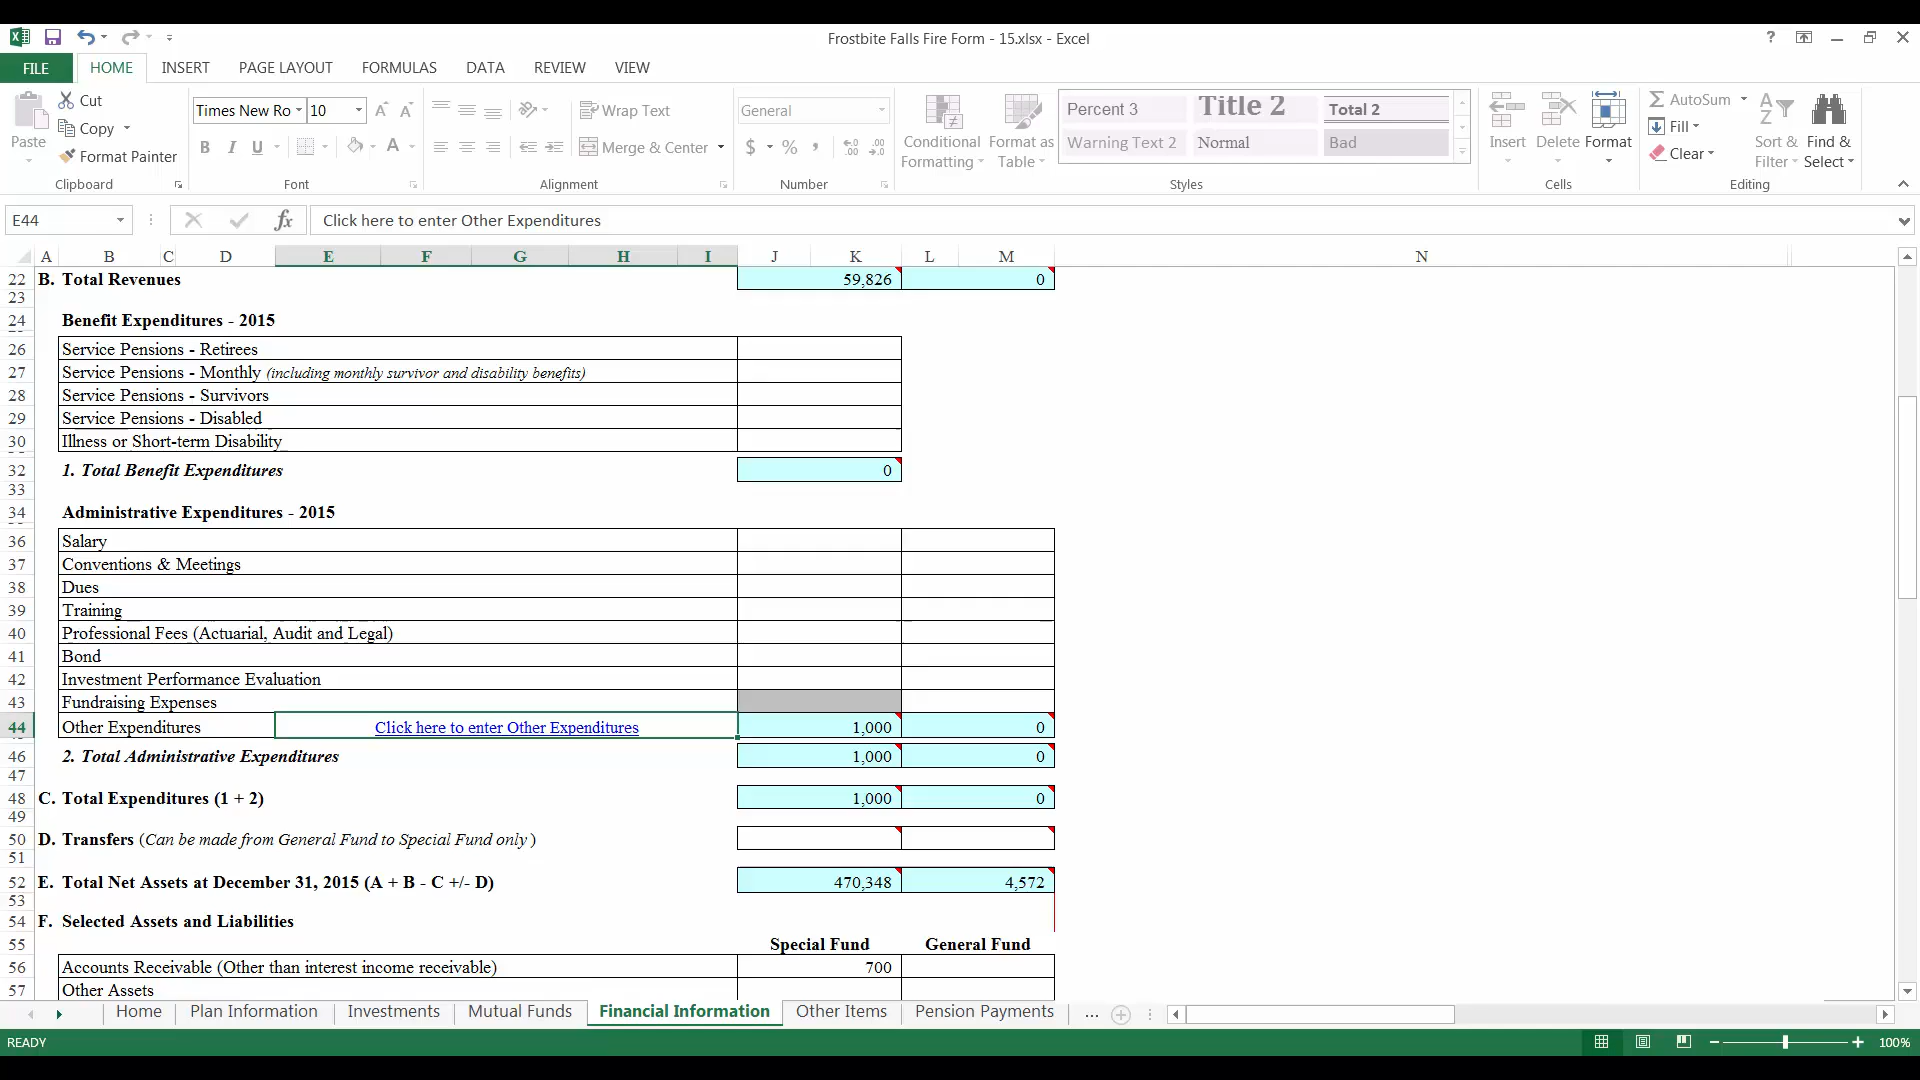 Frostbite Falls Fire Form - 15.xlsx - Excel
?
FILE HOME INSERT PAGE LAYOUT FORMULAS DATA REVIEW VIEW
Paste
Cut
Copy
Format Painter
Clipboard
Times New Ro 10
B I U A
Font
Wrap Text
Merge & Center
Alignment
General
$ % ,
Number
Conditional Formatting
Format as Table
Percent 3 Title 2 Total 2
Warning Text 2 Normal Bad
Styles
Insert Delete Format
Cells
AutoSum
Fill
Clear
Sort & Filter
Find & Select
Editing
E44 fx Click here to enter Other Expenditures
A B C D E F G H I J K L M N
22 B. Total Revenues 59,826 0
23
24 Benefit Expenditures - 2015
26 Service Pensions - Retirees
27 Service Pensions - Monthly (including monthly survivor and disability benefits)
28 Service Pensions - Survivors
29 Service Pensions - Disabled
30 Illness or Short-term Disability
32 1. Total Benefit Expenditures 0
33
34 Administrative Expenditures - 2015
36 Salary
37 Conventions & Meetings
38 Dues
39 Training
40 Professional Fees (Actuarial, Audit and Legal)
41 Bond
42 Investment Performance Evaluation
43 Fundraising Expenses
44 Other Expenditures Click here to enter Other Expenditures 1,000 0
46 2. Total Administrative Expenditures 1,000 0
47
48 C. Total Expenditures (1 + 2) 1,000 0
49
50 D. Transfers (Can be made from General Fund to Special Fund only )
51
52 E. Total Net Assets at December 31, 2015 (A + B - C +/- D) 470,348 4,572
53
54 F. Selected Assets and Liabilities
55 Special Fund General Fund
56 Accounts Receivable (Other than interest income receivable) 700
57 Other Assets
Home Plan Information Investments Mutual Funds Financial Information Other Items Pension Payments ...
READY 100%